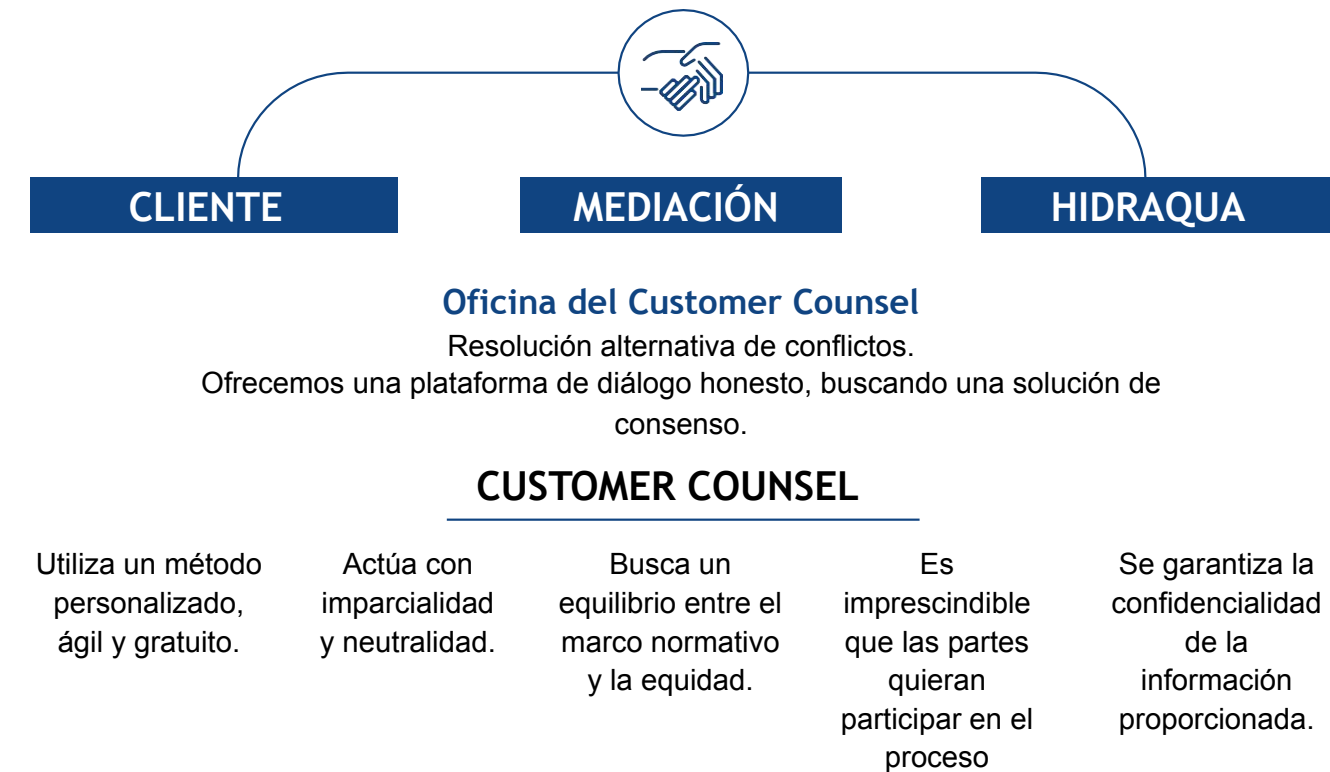 CLIENTE
MEDIACIÓN
HIDRAQUA
Oficina del Customer Counsel
Resolución alternativa de conflictos.
Ofrecemos una plataforma de diálogo honesto, buscando una solución de
consenso.
CUSTOMER COUNSEL
Utiliza un método
personalizado,
ágil y gratuito.
Actúa con
imparcialidad
y neutralidad.
Busca un
equilibrio entre el
marco normativo
y la equidad.
Es
imprescindible
que las partes
quieran
participar en el
proceso
Se garantiza la
confidencialidad
de la
información
proporcionada.